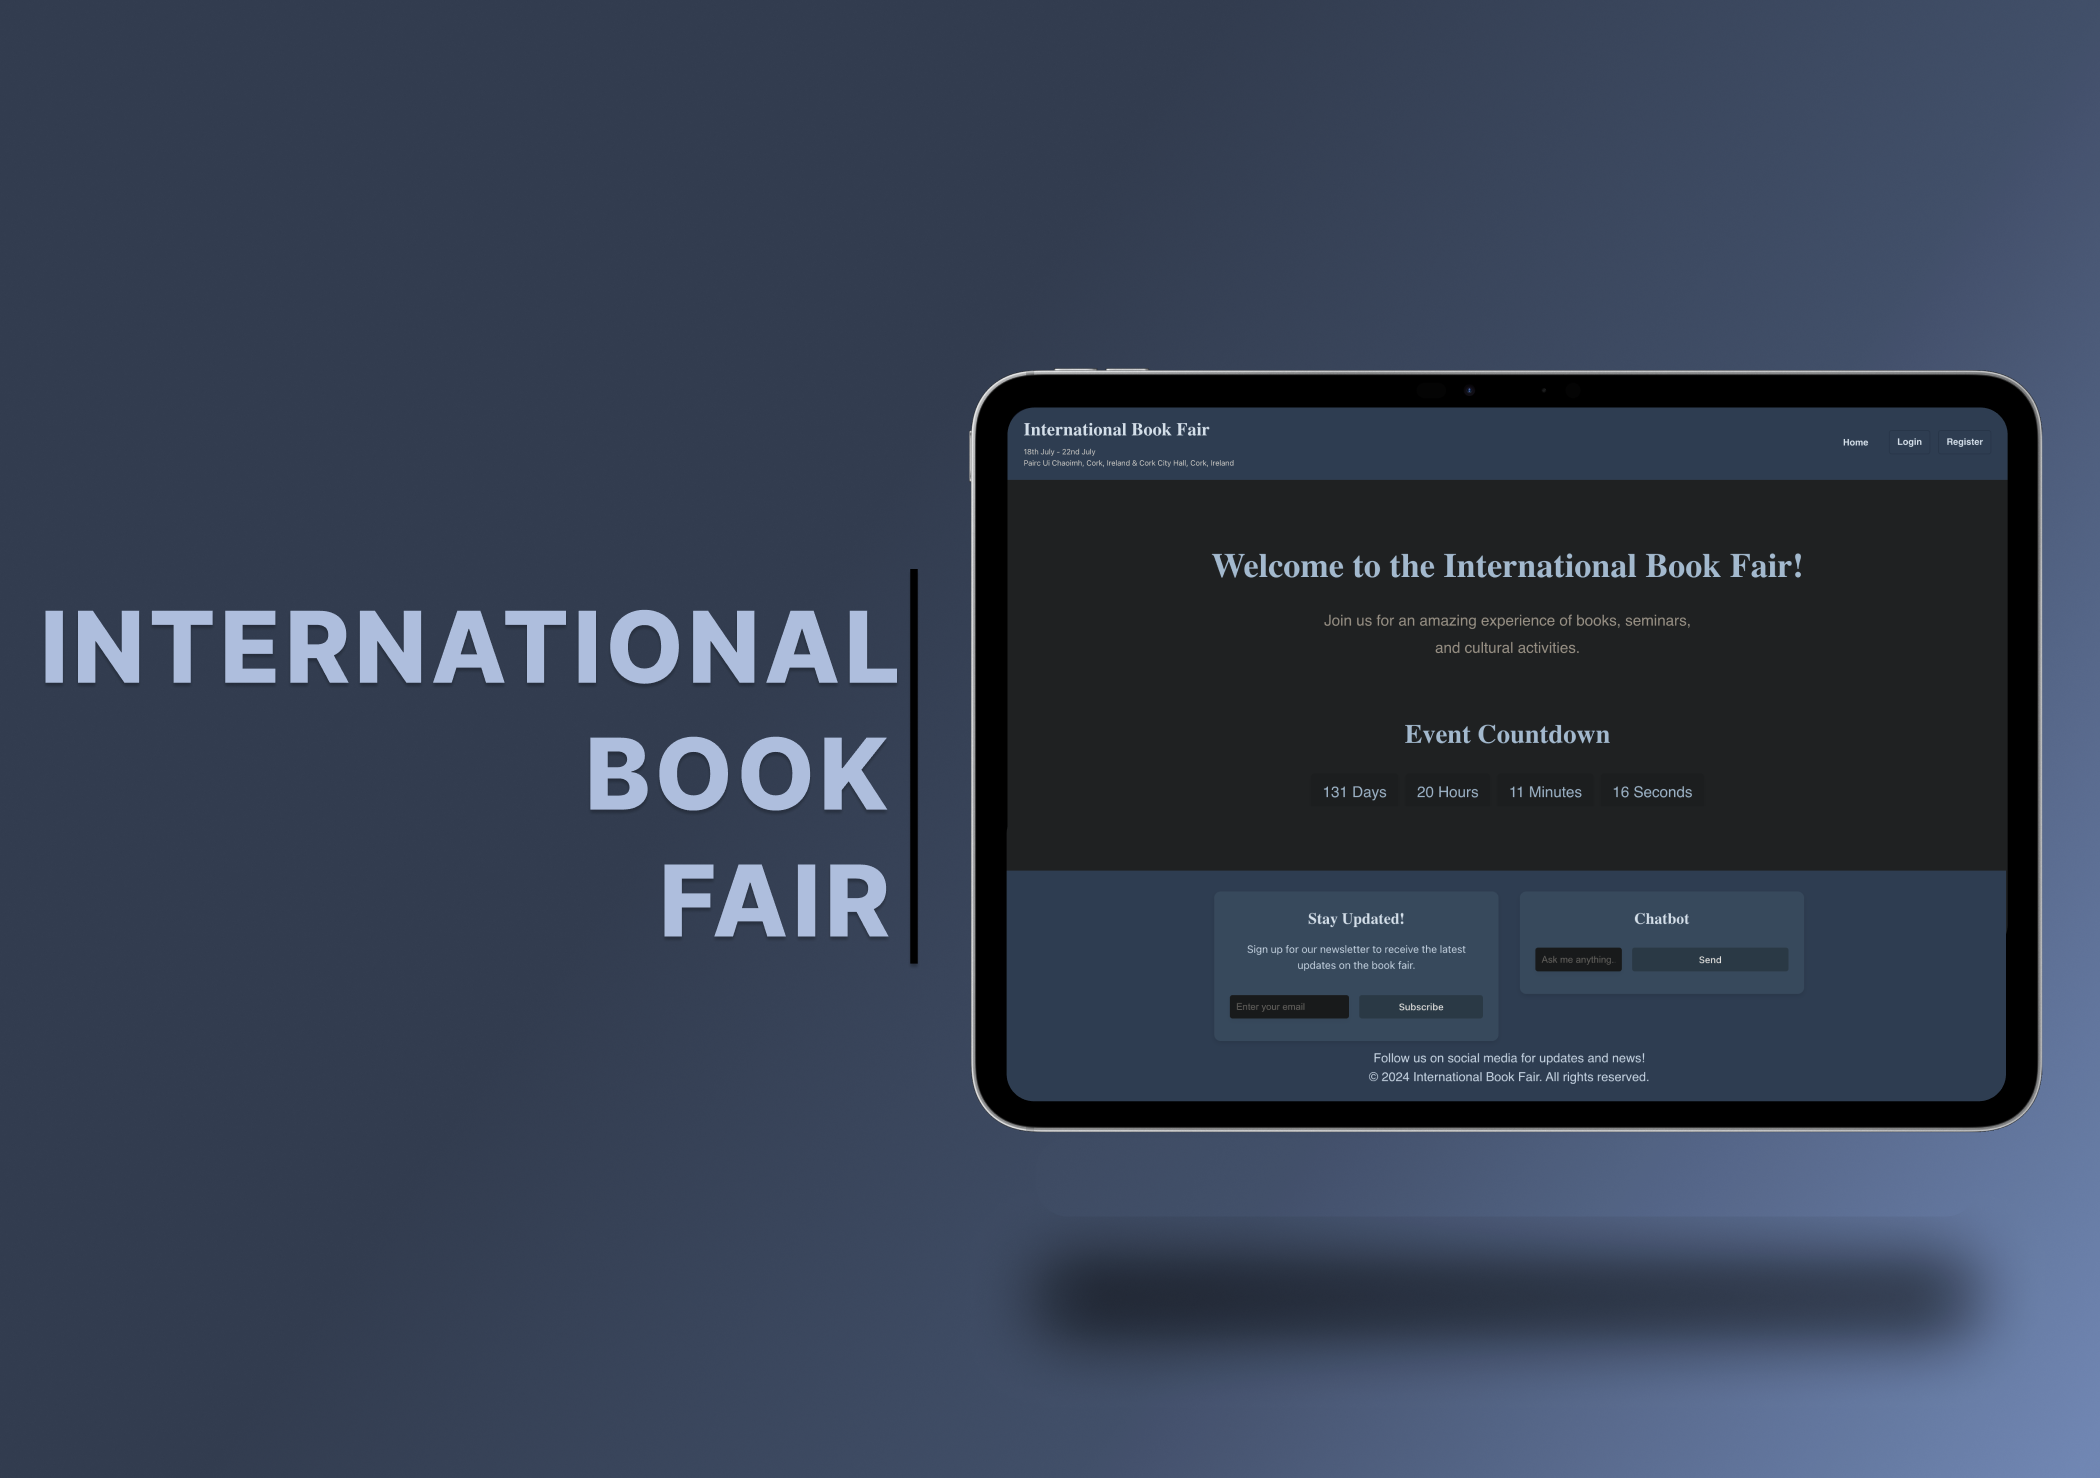 INTERNATIONAL
BOOK
FAIR
International Book Fair
18th July - 22nd July
Pairc Ui Chaoimh, Cork, Ireland & Cork City Hall, Cork, Ireland
Home Login Register
Welcome to the International Book Fair!
Join us for an amazing experience of books, seminars,
and cultural activities.
Event Countdown
131 Days 20 Hours 11 Minutes 16 Seconds
Stay Updated!
Sign up for our newsletter to receive the latest
updates on the book fair.
Enter your email Subscribe
Chatbot
Ask me anything.. Send
Follow us on social media for updates and news!
© 2024 International Book Fair. All rights reserved.